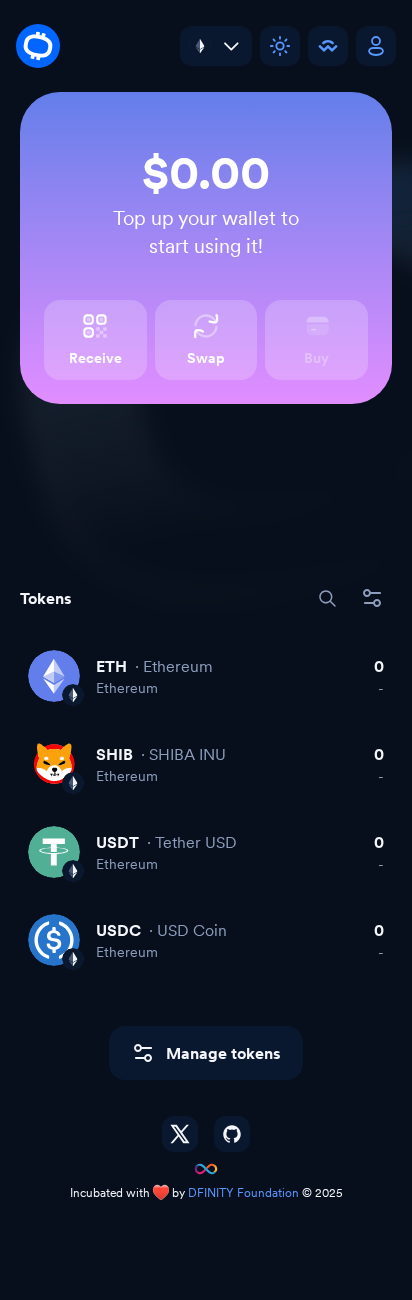 $0.00
Top up your wallet to
start using it!
Receive
Swap
Buy
Tokens
ETH · Ethereum
0
Ethereum
-
SHIB · SHIBA INU
0
Ethereum
-
USDT · Tether USD
0
Ethereum
-
USDC · USD Coin
0
Ethereum
-
Manage tokens
Incubated with ❤️ by DFINITY Foundation © 2025